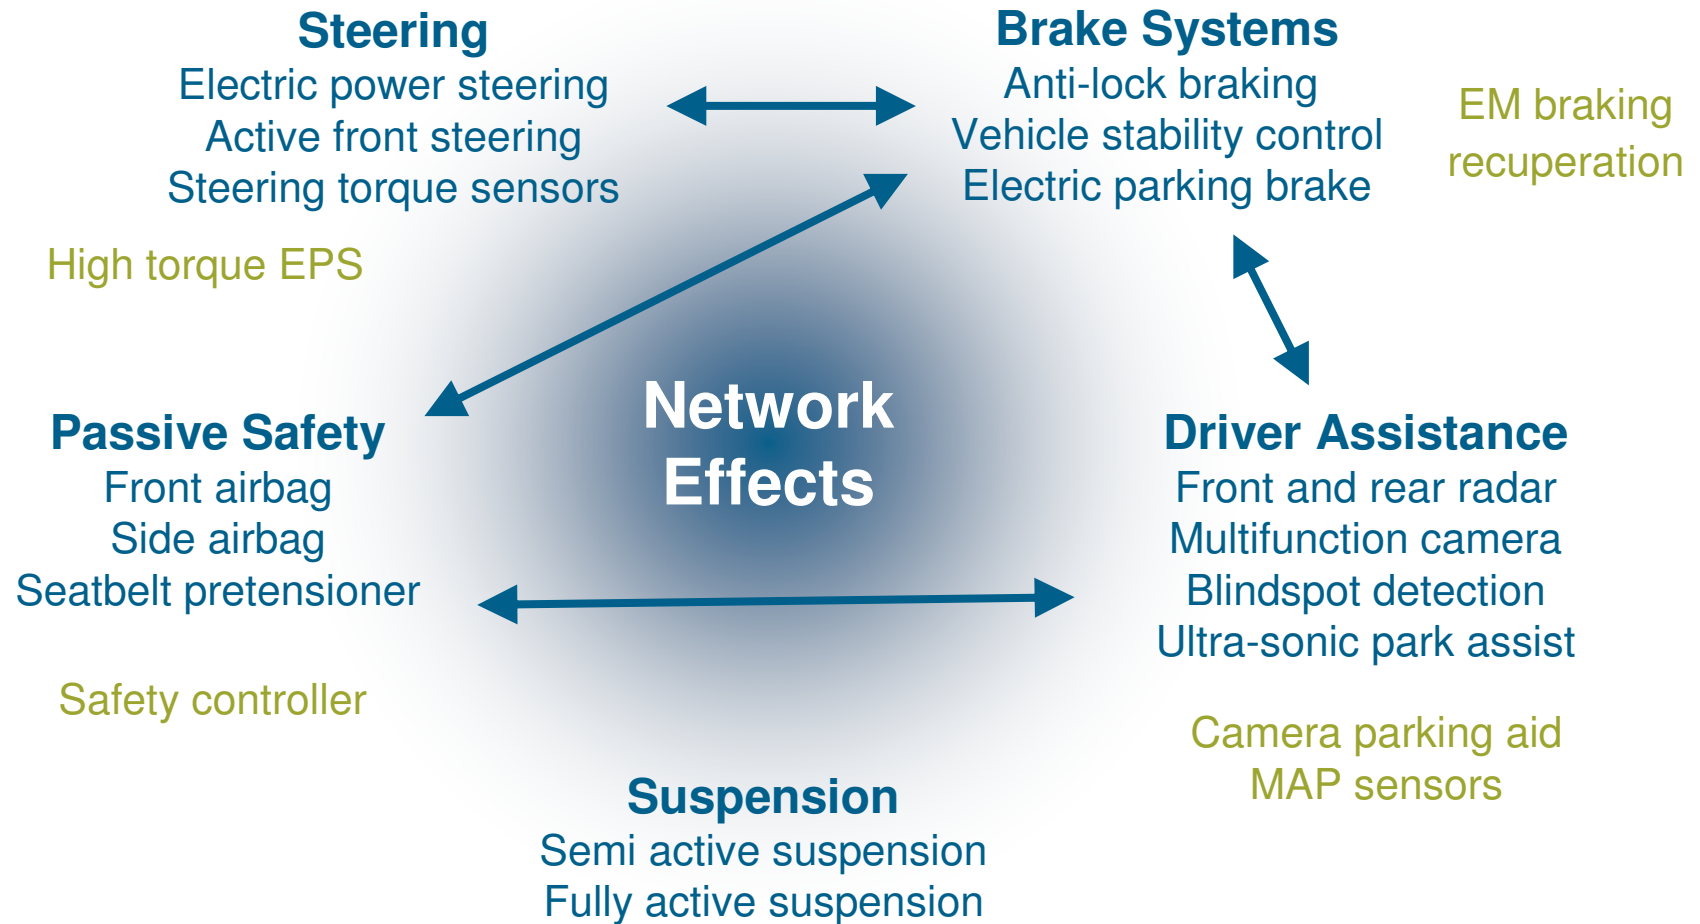 Steering
Electric power steering
Active front steering
Steering torque sensors
High torque EPS
Brake Systems
Anti-lock braking
Vehicle stability control
Electric parking brake
EM braking
recuperation
Network
Effects
Passive Safety
Front airbag
Side airbag
Seatbelt pretensioner
Safety controller
Driver Assistance
Front and rear radar
Multifunction camera
Blindspot detection
Ultra-sonic park assist
Camera parking aid
MAP sensors
Suspension
Semi active suspension
Fully active suspension